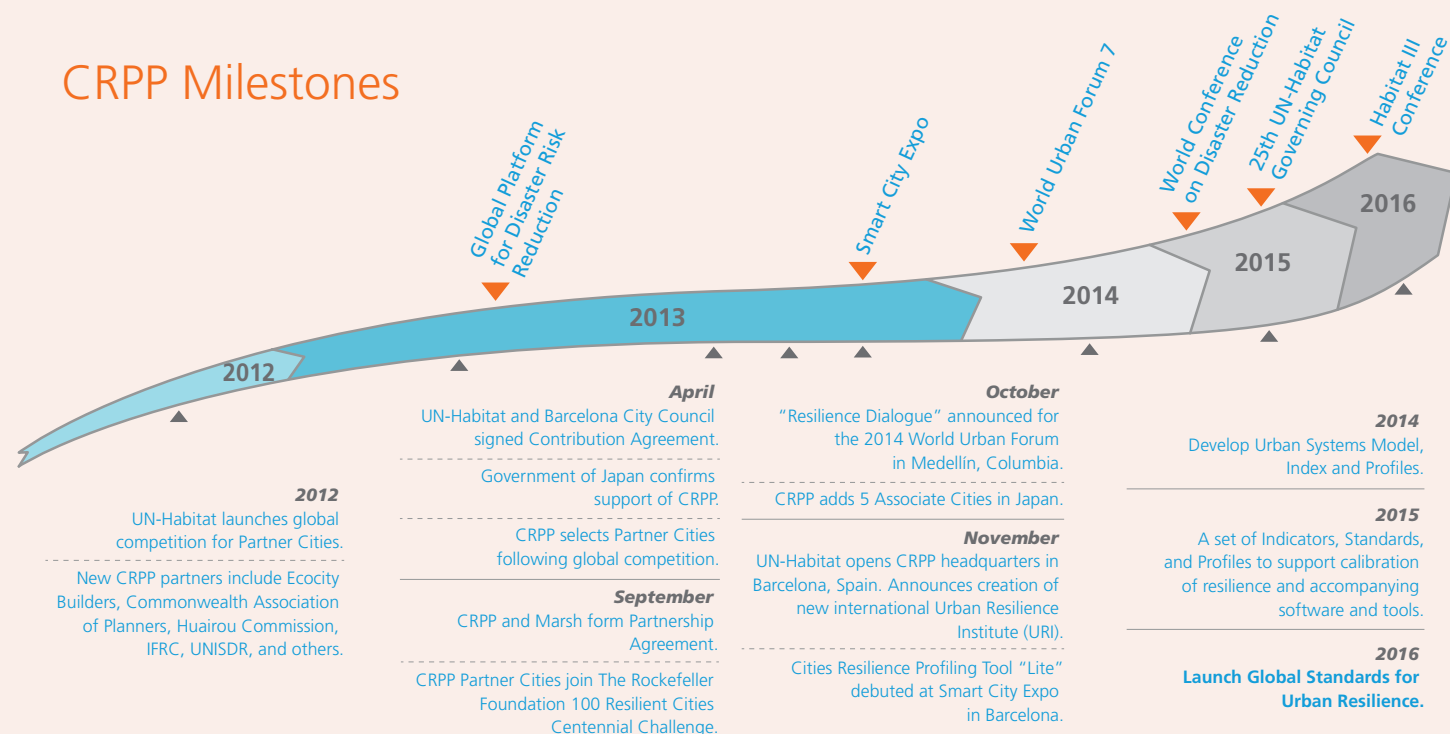 CRPP Milestones
Global Platform
for Disaster Risk
Reduction
Smart City Expo
World Urban Forum 7
World Conference
on Disaster Reduction
25th UN-Habitat
Governing Council
Habitat III
Conference
2012
2013
2014
2015
2016
2012
UN-Habitat launches global
competition for Partner Cities.
New CRPP partners include Ecocity
Builders, Commonwealth Association
of Planners, Huairou Commission,
IFRC, UNISDR, and others.
April
UN-Habitat and Barcelona City Council
signed Contribution Agreement.
Government of Japan confirms
support of CRPP.
CRPP selects Partner Cities
following global competition.
September
CRPP and Marsh form Partnership
Agreement.
CRPP Partner Cities join The Rockefeller
Foundation 100 Resilient Cities
Centennial Challenge.
October
“Resilience Dialogue” announced for
the 2014 World Urban Forum
in Medellín, Columbia.
CRPP adds 5 Associate Cities in Japan.
November
UN-Habitat opens CRPP headquarters in
Barcelona, Spain. Announces creation of
new international Urban Resilience
Institute (URI).
Cities Resilience Profiling Tool “Lite”
debuted at Smart City Expo
in Barcelona.
2014
Develop Urban Systems Model,
Index and Profiles.
2015
A set of Indicators, Standards,
and Profiles to support calibration
of resilience and accompanying
software and tools.
2016
Launch Global Standards for
Urban Resilience.